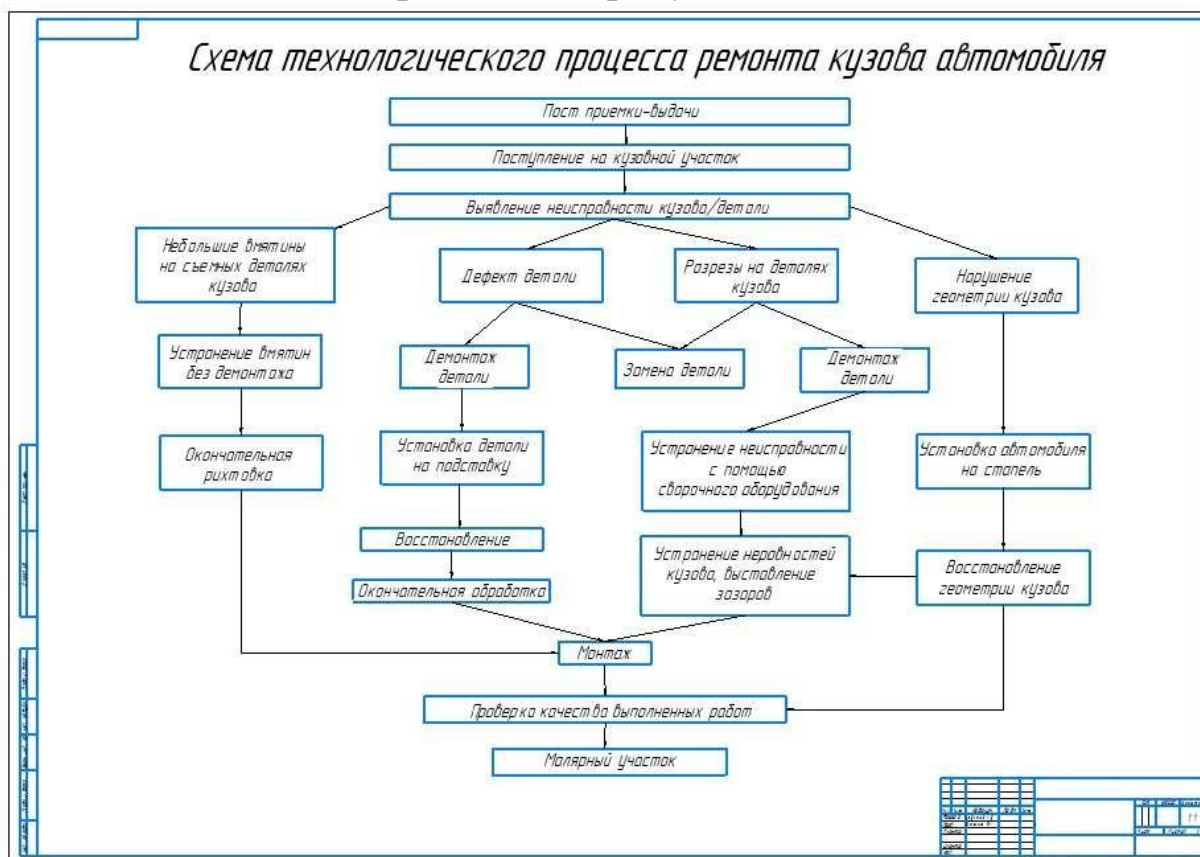 Схема технологического процесса ремонта кузова автомобиля
Пост приемки-выдачи
Поступление на кузовной участок
Выявление неисправности кузова/детали
Небольшие вмятины
на съемных деталях
кузова
Дефект детали
Разрезы на деталях
кузова
Нарушение
геометрии кузова
Устранение вмятин
без демонтажа
Демонтаж
детали
Замена детали
Демонтаж
детали
Окончательная
рихтовка
Установка детали
на подставку
Устранение неисправности
с помощью
сварочного оборудования
Установка автомобиля
на стапель
Восстановление
Устранение неровностей
кузова, выставление
зазоров
Восстановление
геометрии кузова
Окончательная обработка
Монтаж
Проверка качества выполненных работ
Малярный участок